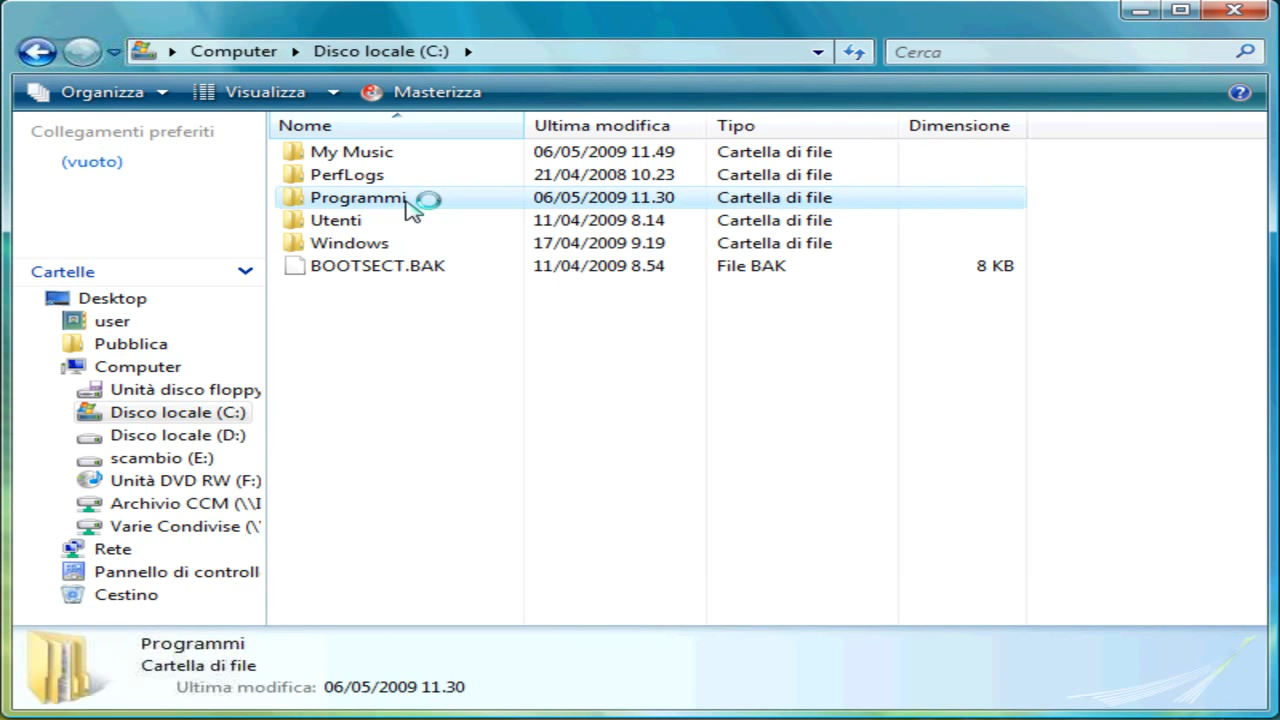 Computer Disco locale (C:) Cerca
Organizza Visualizza Masterizza
Collegamenti preferiti
(vuoto)
Cartelle
Desktop
user
Pubblica
Computer
Unità disco floppy
Disco locale (C:)
Disco locale (D:)
scambio (E:)
Unità DVD RW (F:)
Archivio CCM (\\I
Varie Condivise (\'
Rete
Pannello di controll
Cestino
Nome Ultima modifica Tipo Dimensione
My Music 06/05/2009 11.49 Cartella di file
PerfLogs 21/04/2008 10.23 Cartella di file
Programmi 06/05/2009 11.30 Cartella di file
Utenti 11/04/2009 8.14 Cartella di file
Windows 17/04/2009 9.19 Cartella di file
BOOTSECT.BAK 11/04/2009 8.54 File BAK 8 KB
Programmi
Cartella di file
Ultima modifica: 06/05/2009 11.30